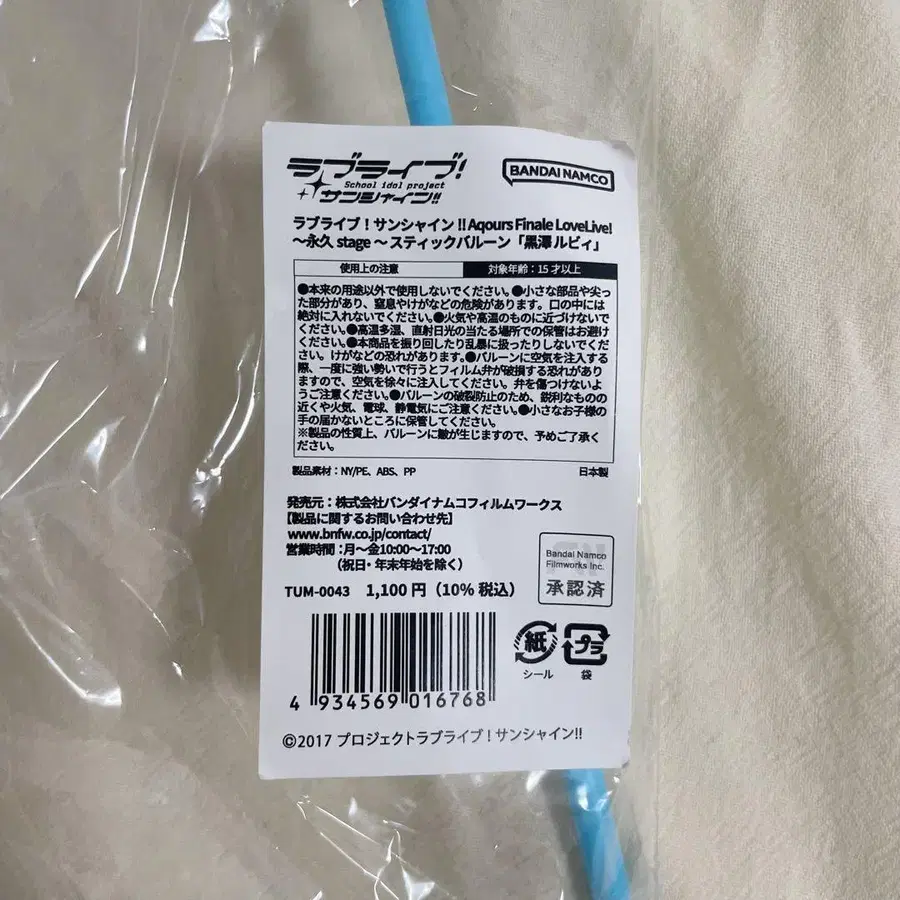 ラブライブ!
School idol project
サンシャイン!!
BANDAI NAMCO
ラブライブ!サンシャイン!! Aqours Finale LoveLive!
~永久 stage ~ スティックバルーン「黒澤 ルビィ」
使用上の注意 対象年齢:15才以上
●本来の用途以外で使用しないでください。●小さな部品や尖っ
た部分があり、窒息やけがなどの危険があります。口の中には
絶対に入れないでください。●火気や高温のものに近づけないで
ください。●高温多湿、直射日光の当たる場所での保管はお避け
ください。●本商品を振り回したり乱暴に扱ったりしないでくだ
さい。けがなどの恐れがあります。●バルーンに空気を注入する
際、一度に強い勢いで行うとフィルム弁が破損する恐れがあり
ますので、空気を徐々に注入してください。弁を傷つけないよ
うご注意ください。●バルーンの破裂防止のため、鋭利なものの
近くや火気、電球、静電気にご注意ください。●小さなお子様の
手の届かないところに保管してください。
※製品の性質上、バルーンに皺が生じますので、予めご了承く
ださい。
製品素材:NY/PE、ABS、PP 日本製
発売元:株式会社バンダイナムコフィルムワークス
【製品に関するお問い合わせ先】
www.bnfw.co.jp/contact/
営業時間:月~金10:00~17:00
(祝日・年末年始を除く)
Bandai Namco
Filmworks Inc.
承認済
TUM-0043 1,100円(10% 税込)
4 934569 016768
紙
シール
プラ
袋
©2017 プロジェクトラブライブ!サンシャイン!!